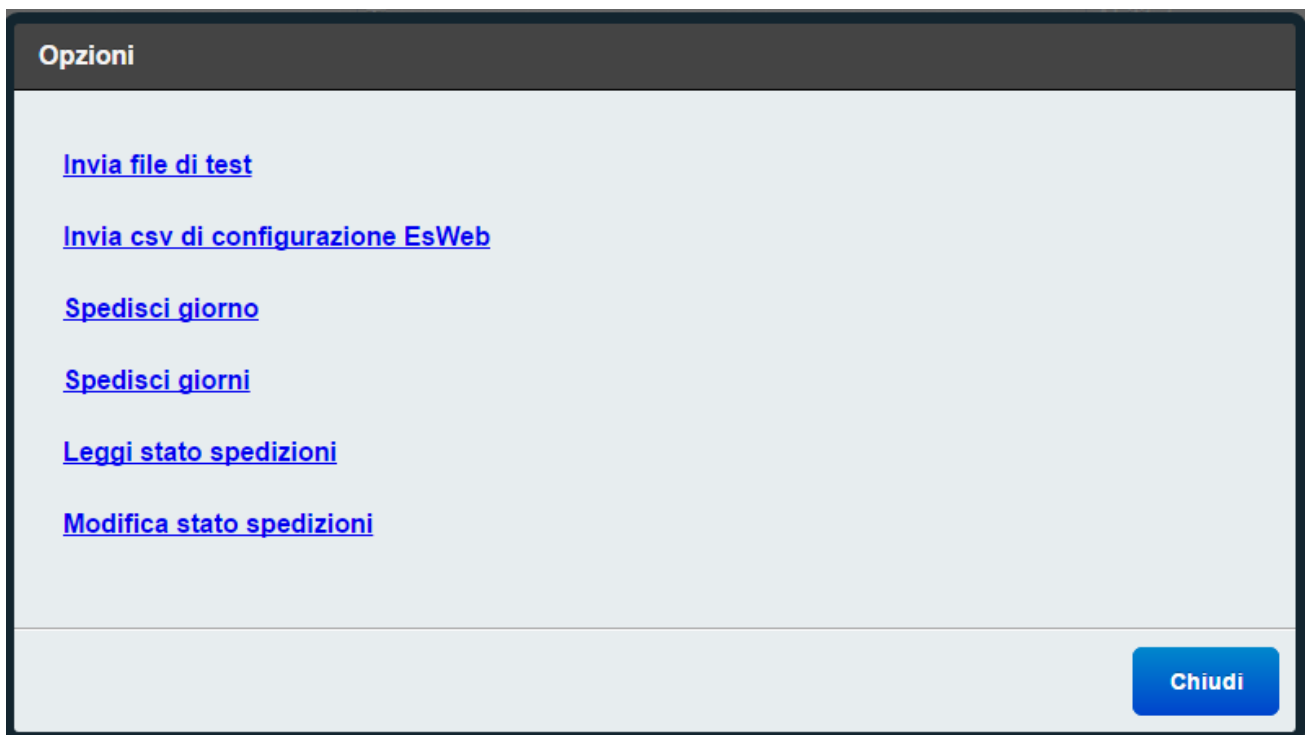 Opzioni
Invia file di test
Invia csv di configurazione EsWeb
Spedisci giorno
Spedisci giorni
Leggi stato spedizioni
Modifica stato spedizioni
Chiudi